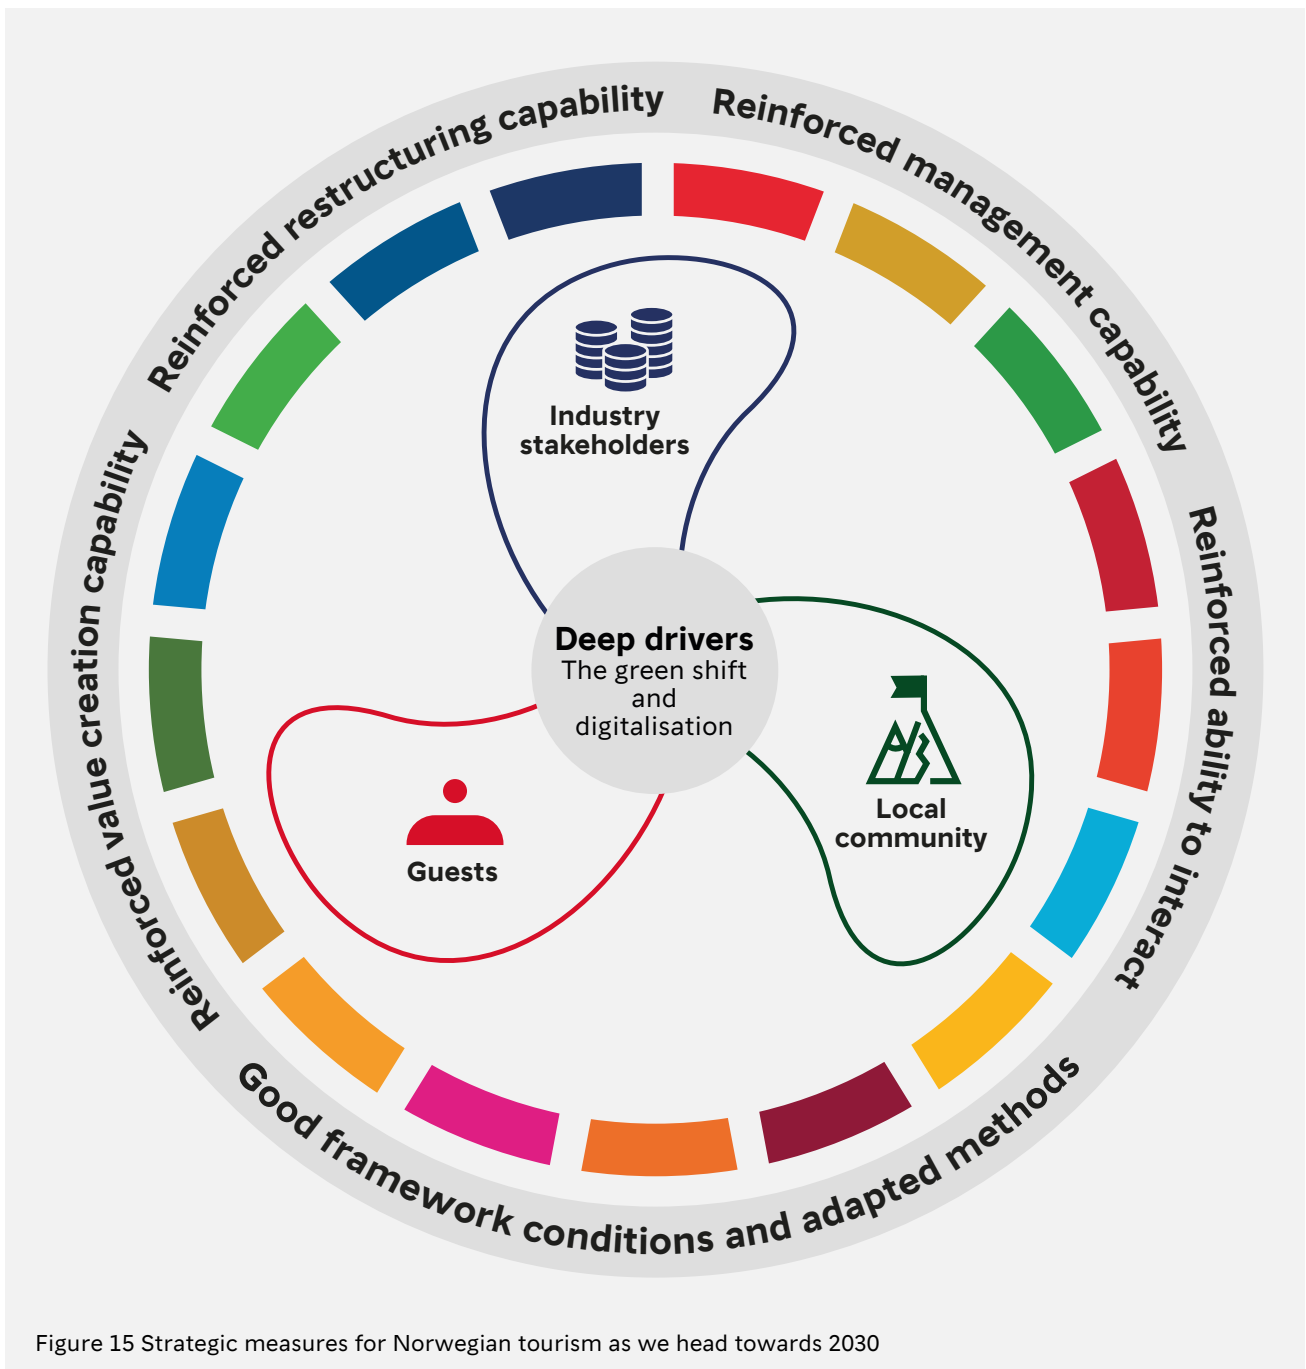 Reinforced restructuring capability
Reinforced management capability
Reinforced ability to interact
Good framework conditions and adapted methods
Reinforced value creation capability
Industry
stakeholders
Deep drivers
The green shift
and
digitalisation
Local
community
Guests
Figure 15 Strategic measures for Norwegian tourism as we head towards 2030